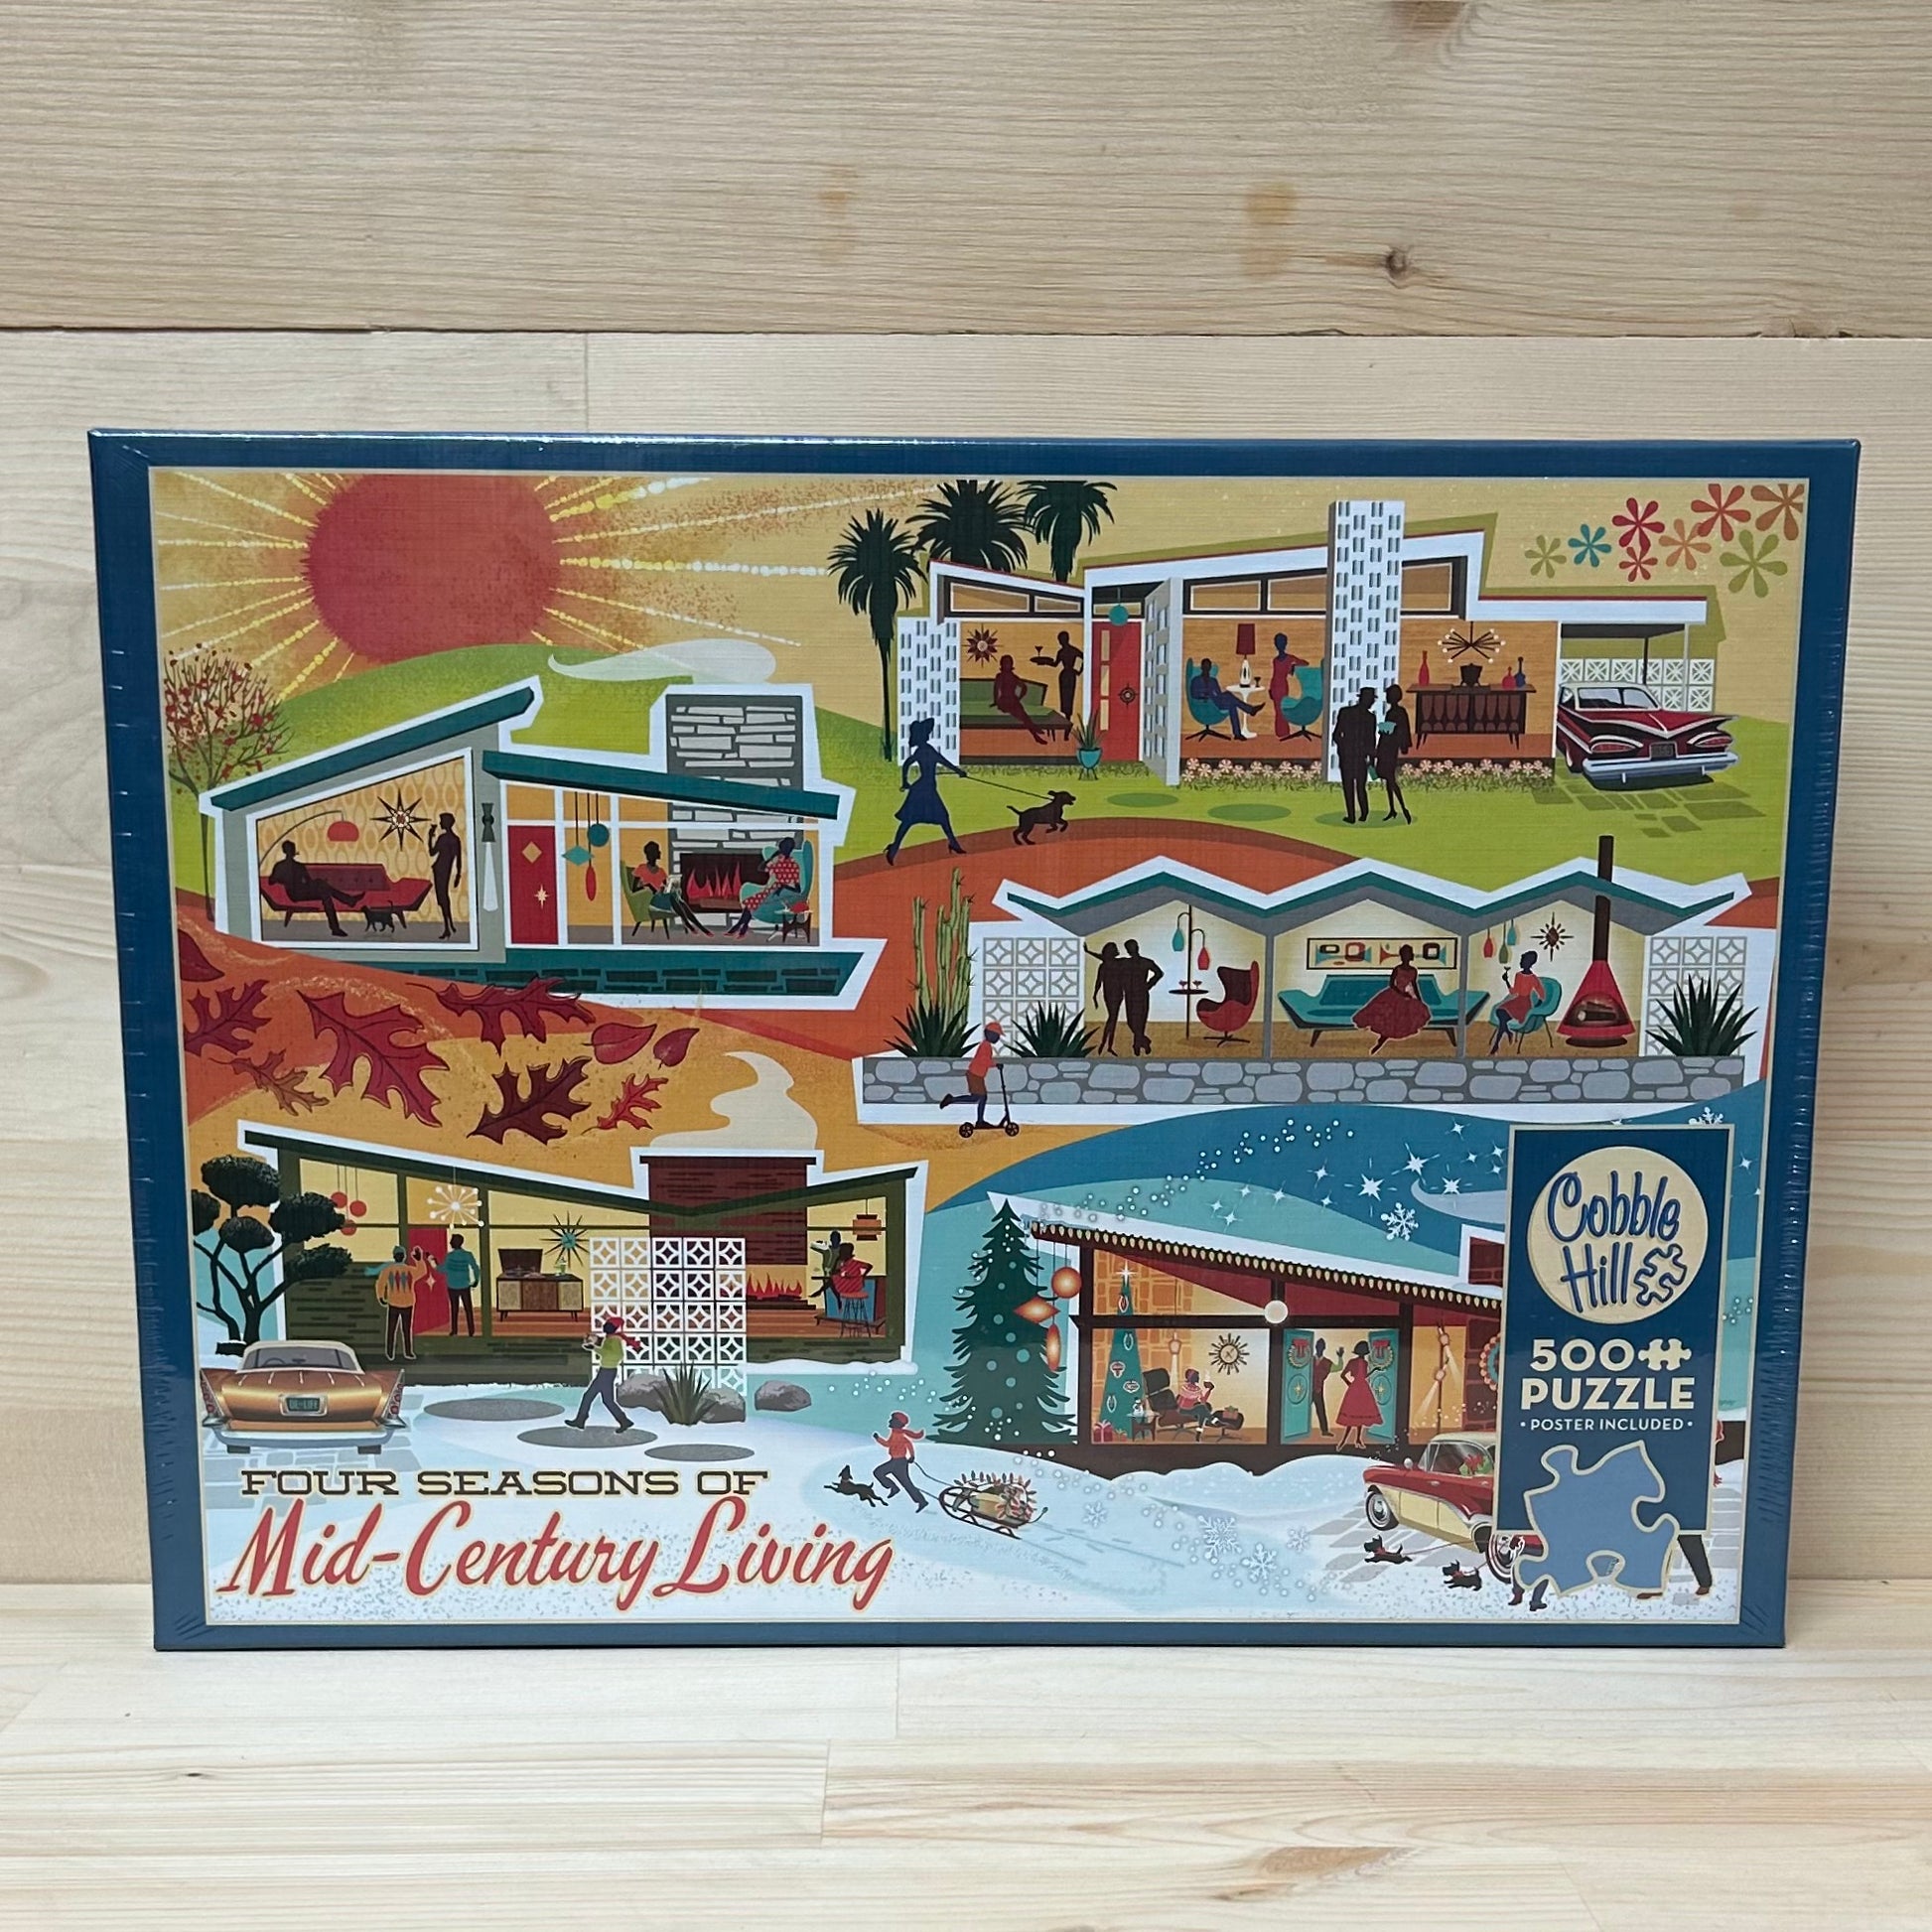 Cobble
Hill
500
PUZZLE
• POSTER INCLUDED •
FOUR SEASONS OF
Mid-Century Living